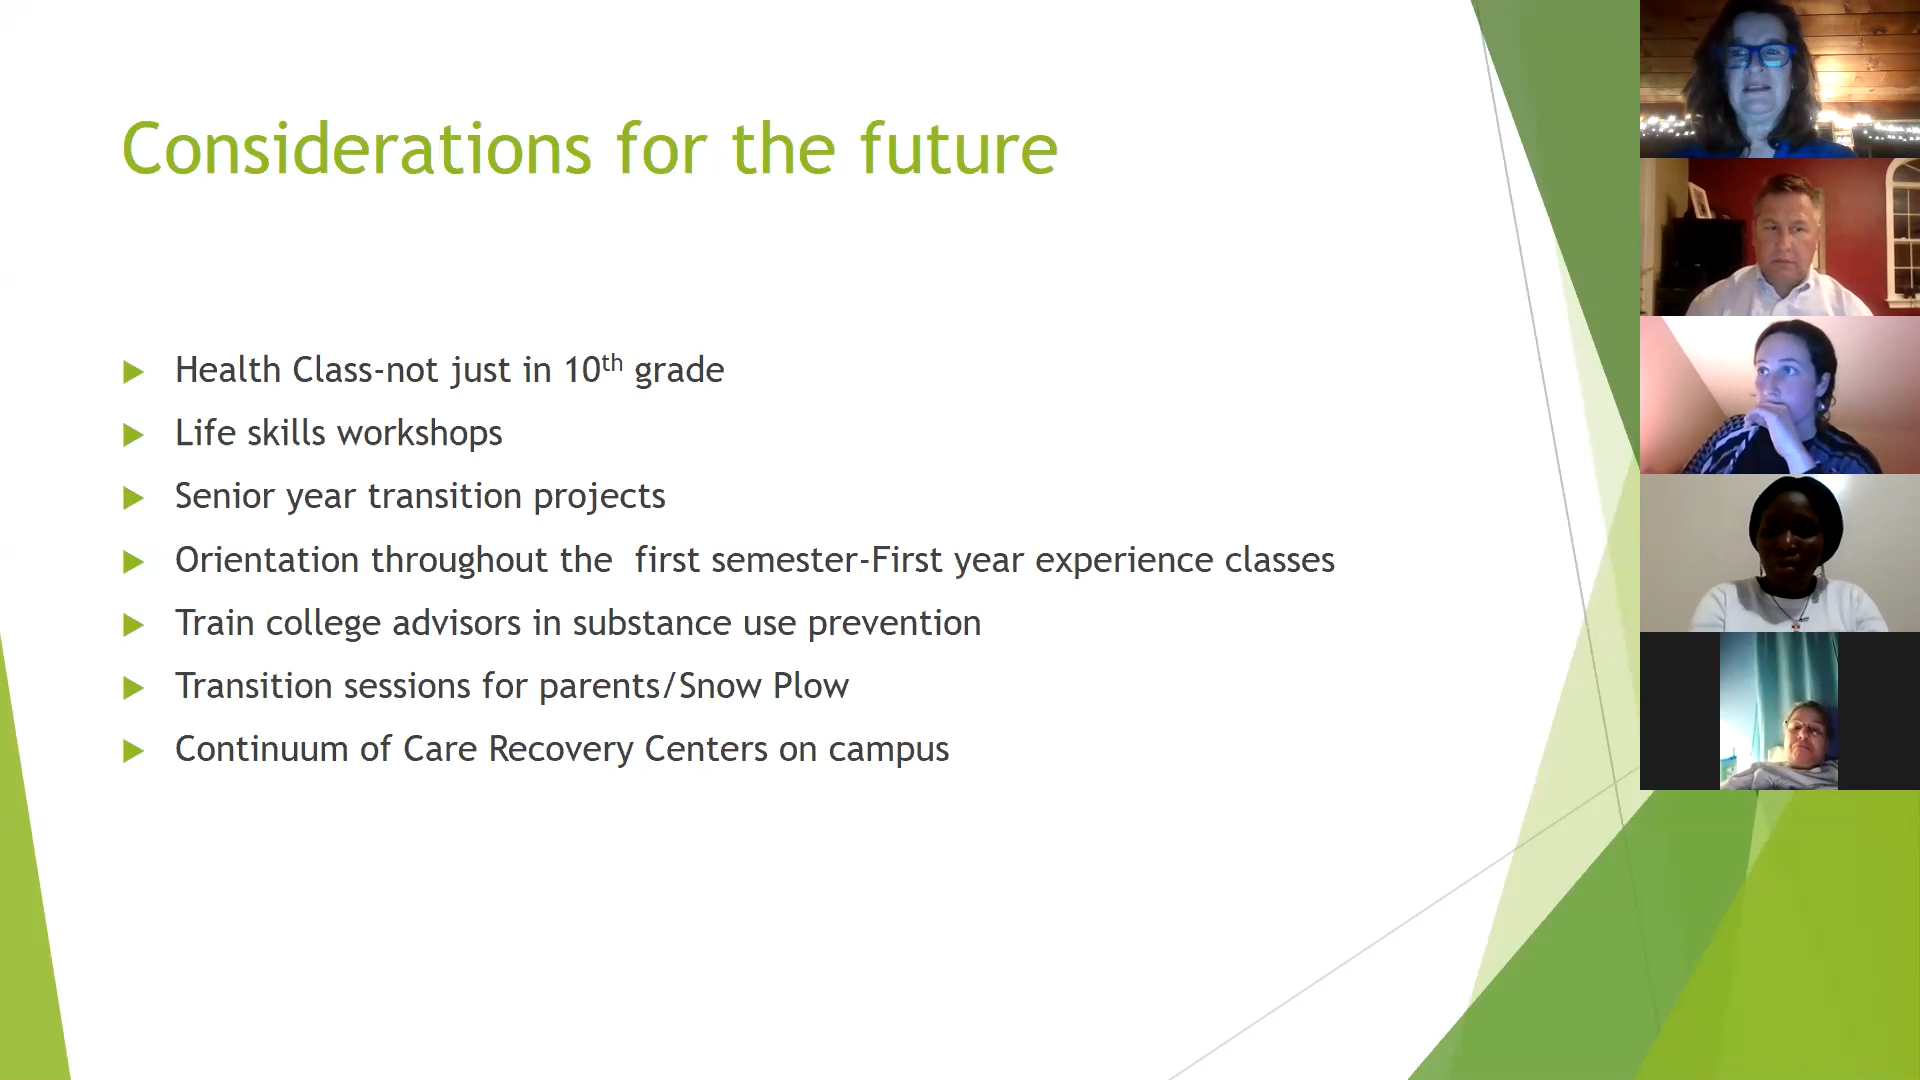 Considerations for the future
Health Class-not just in 10th grade
Life skills workshops
Senior year transition projects
Orientation throughout the  first semester-First year experience classes
Train college advisors in substance use prevention
Transition sessions for parents/Snow Plow
Continuum of Care Recovery Centers on campus